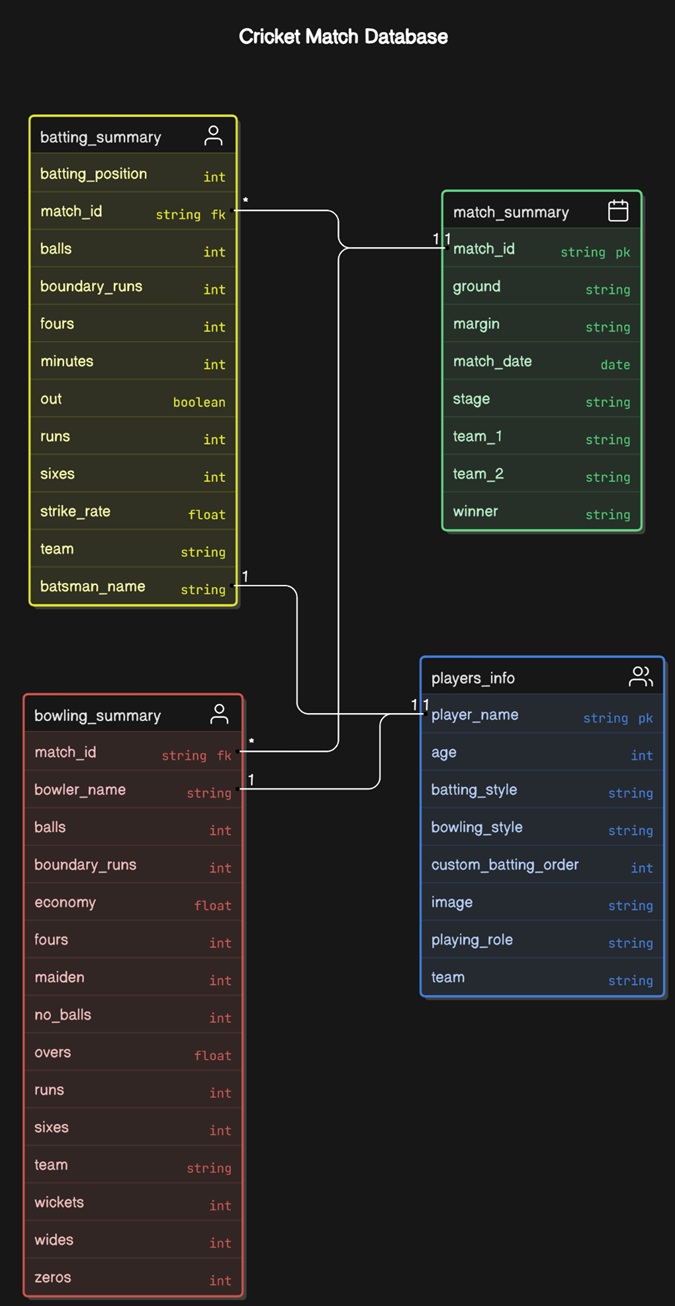 Cricket Match Database
batting_summary
batting_position int
match_id string fk
balls int
boundary_runs int
fours int
minutes int
out boolean
runs int
sixes int
strike_rate float
team string
batsman_name string
*
1
match_summary
1 1
match_id string pk
ground string
margin string
match_date date
stage string
team_1 string
team_2 string
winner string
bowling_summary
match_id string fk
bowler_name string
balls int
boundary_runs int
economy float
fours int
maiden int
no_balls int
overs float
runs int
sixes int
team string
wickets int
wides int
zeros int
*
1
players_info
1 1
player_name string pk
age int
batting_style string
bowling_style string
custom_batting_order int
image string
playing_role string
team string